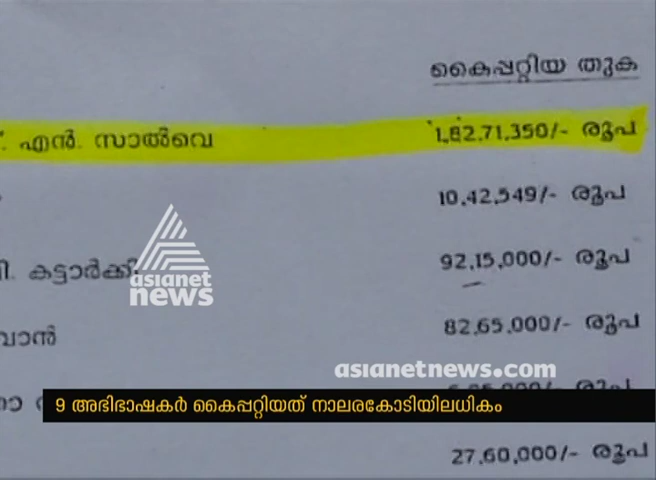 കൈപ്പറ്റിയ തുക
. എൻ. സാൽവെ 1,82,71,350/- രൂപ
10,42,549/- രൂപ
കട്ടാർക്കി 92,15,000/- രൂപ
asianet
news
82,65,000/- രൂപ
asianetnews.com
9 അഭിഭാഷകർ കൈപ്പറ്റിയത് നാലരകോടിയിലധികം
27,60,000/- രൂപ